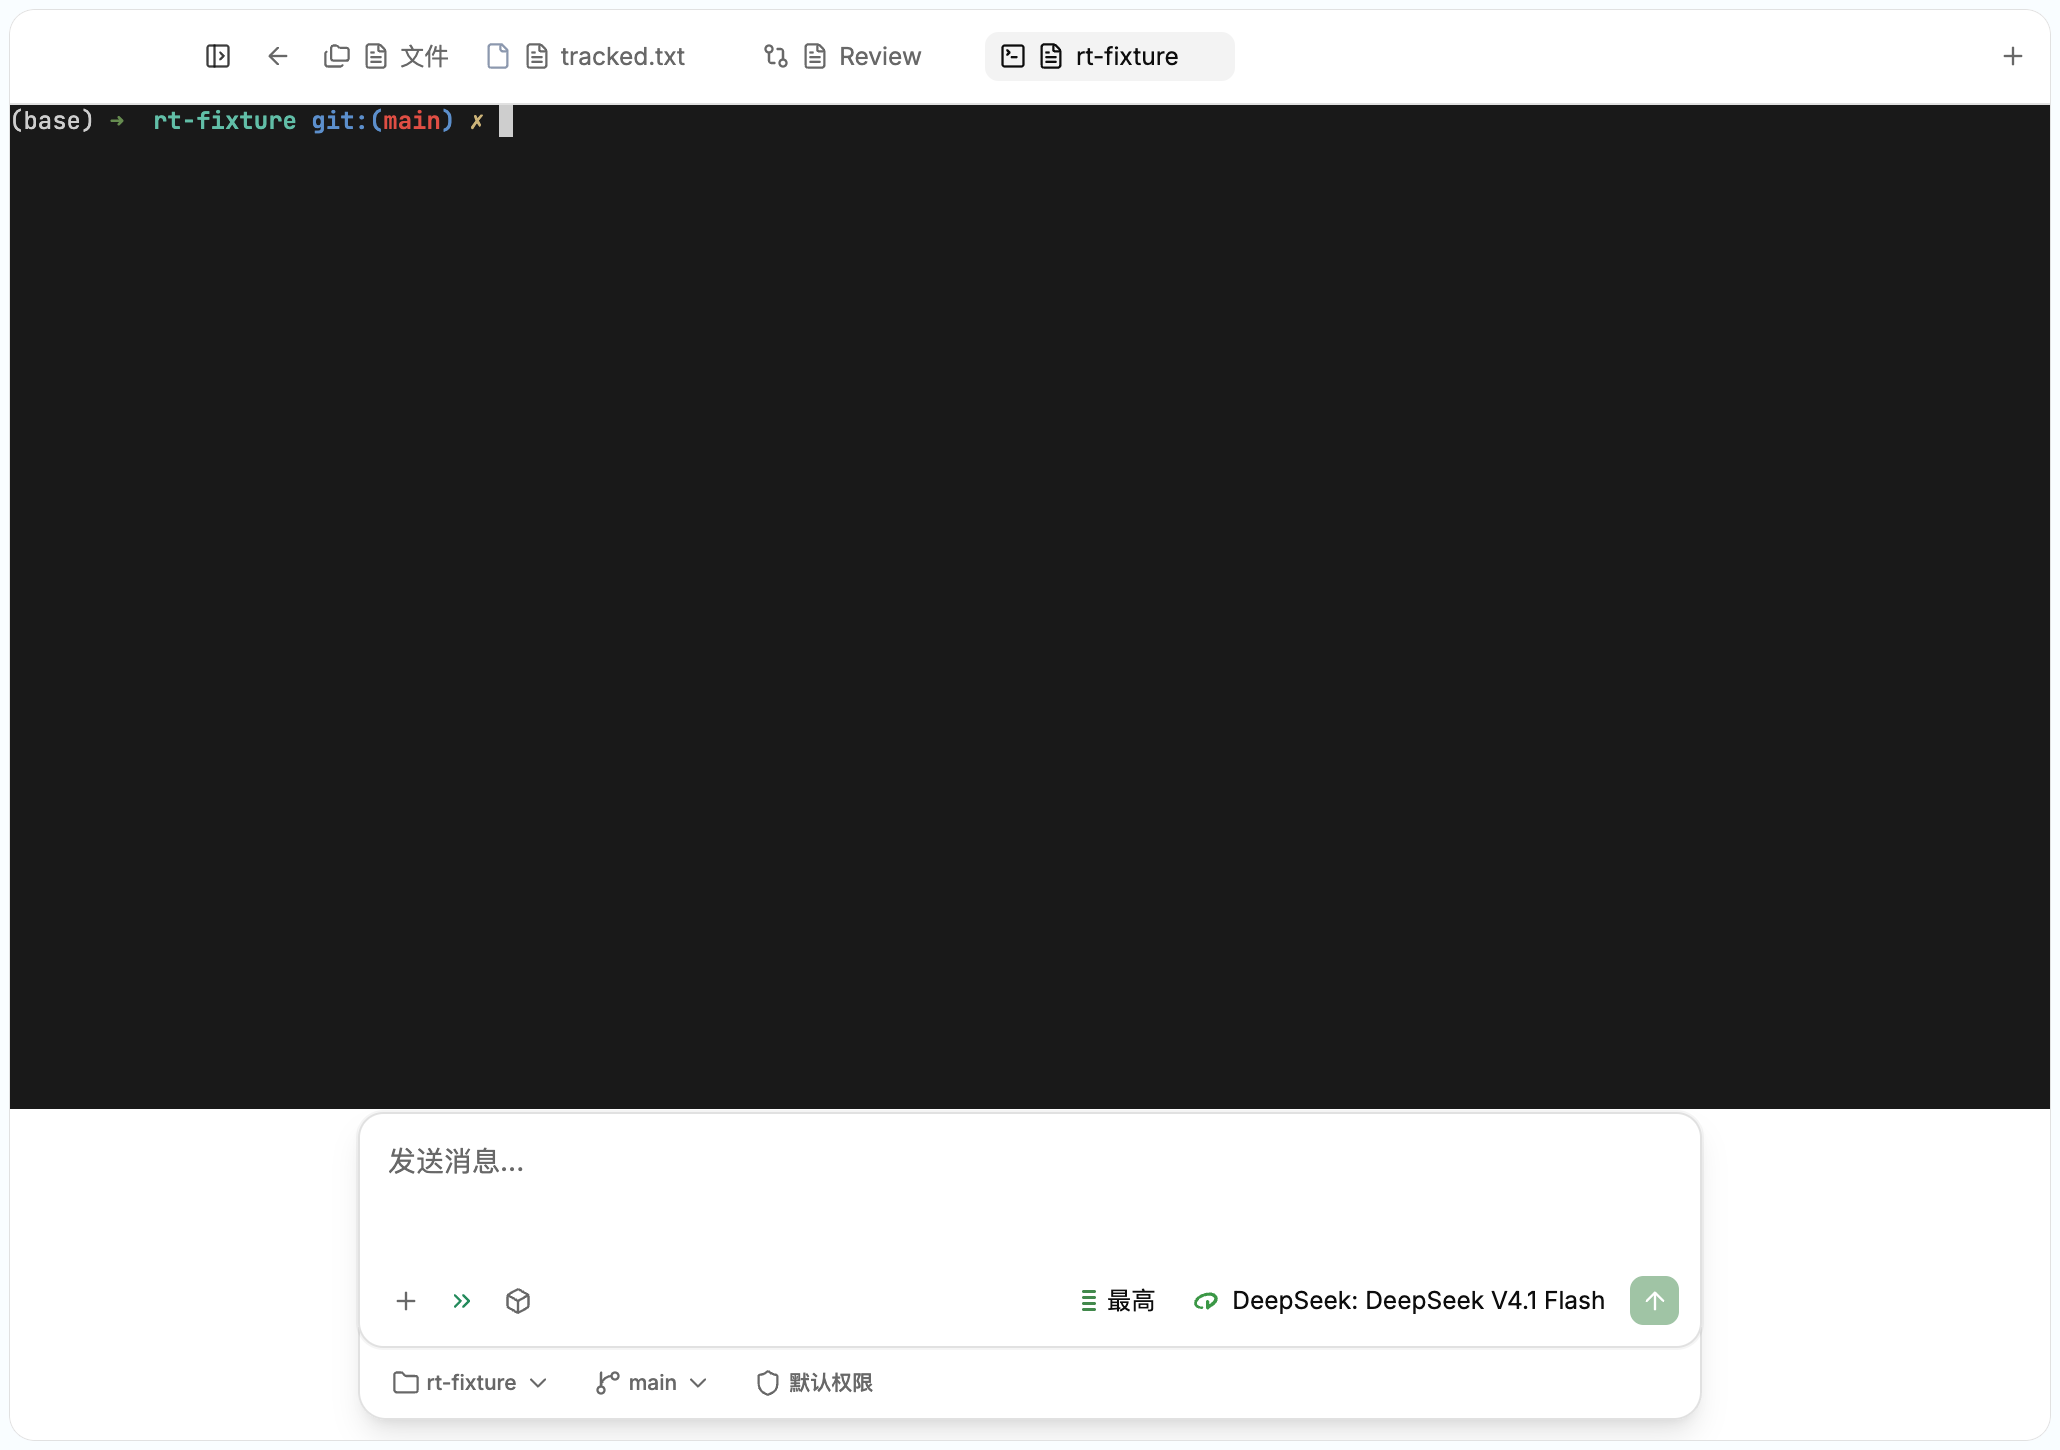 文件 tracked.txt Review rt-fixture
(base) ➜ rt-fixture git:(main) ✗
发送消息...
最高 DeepSeek: DeepSeek V4.1 Flash
rt-fixture main 默认权限